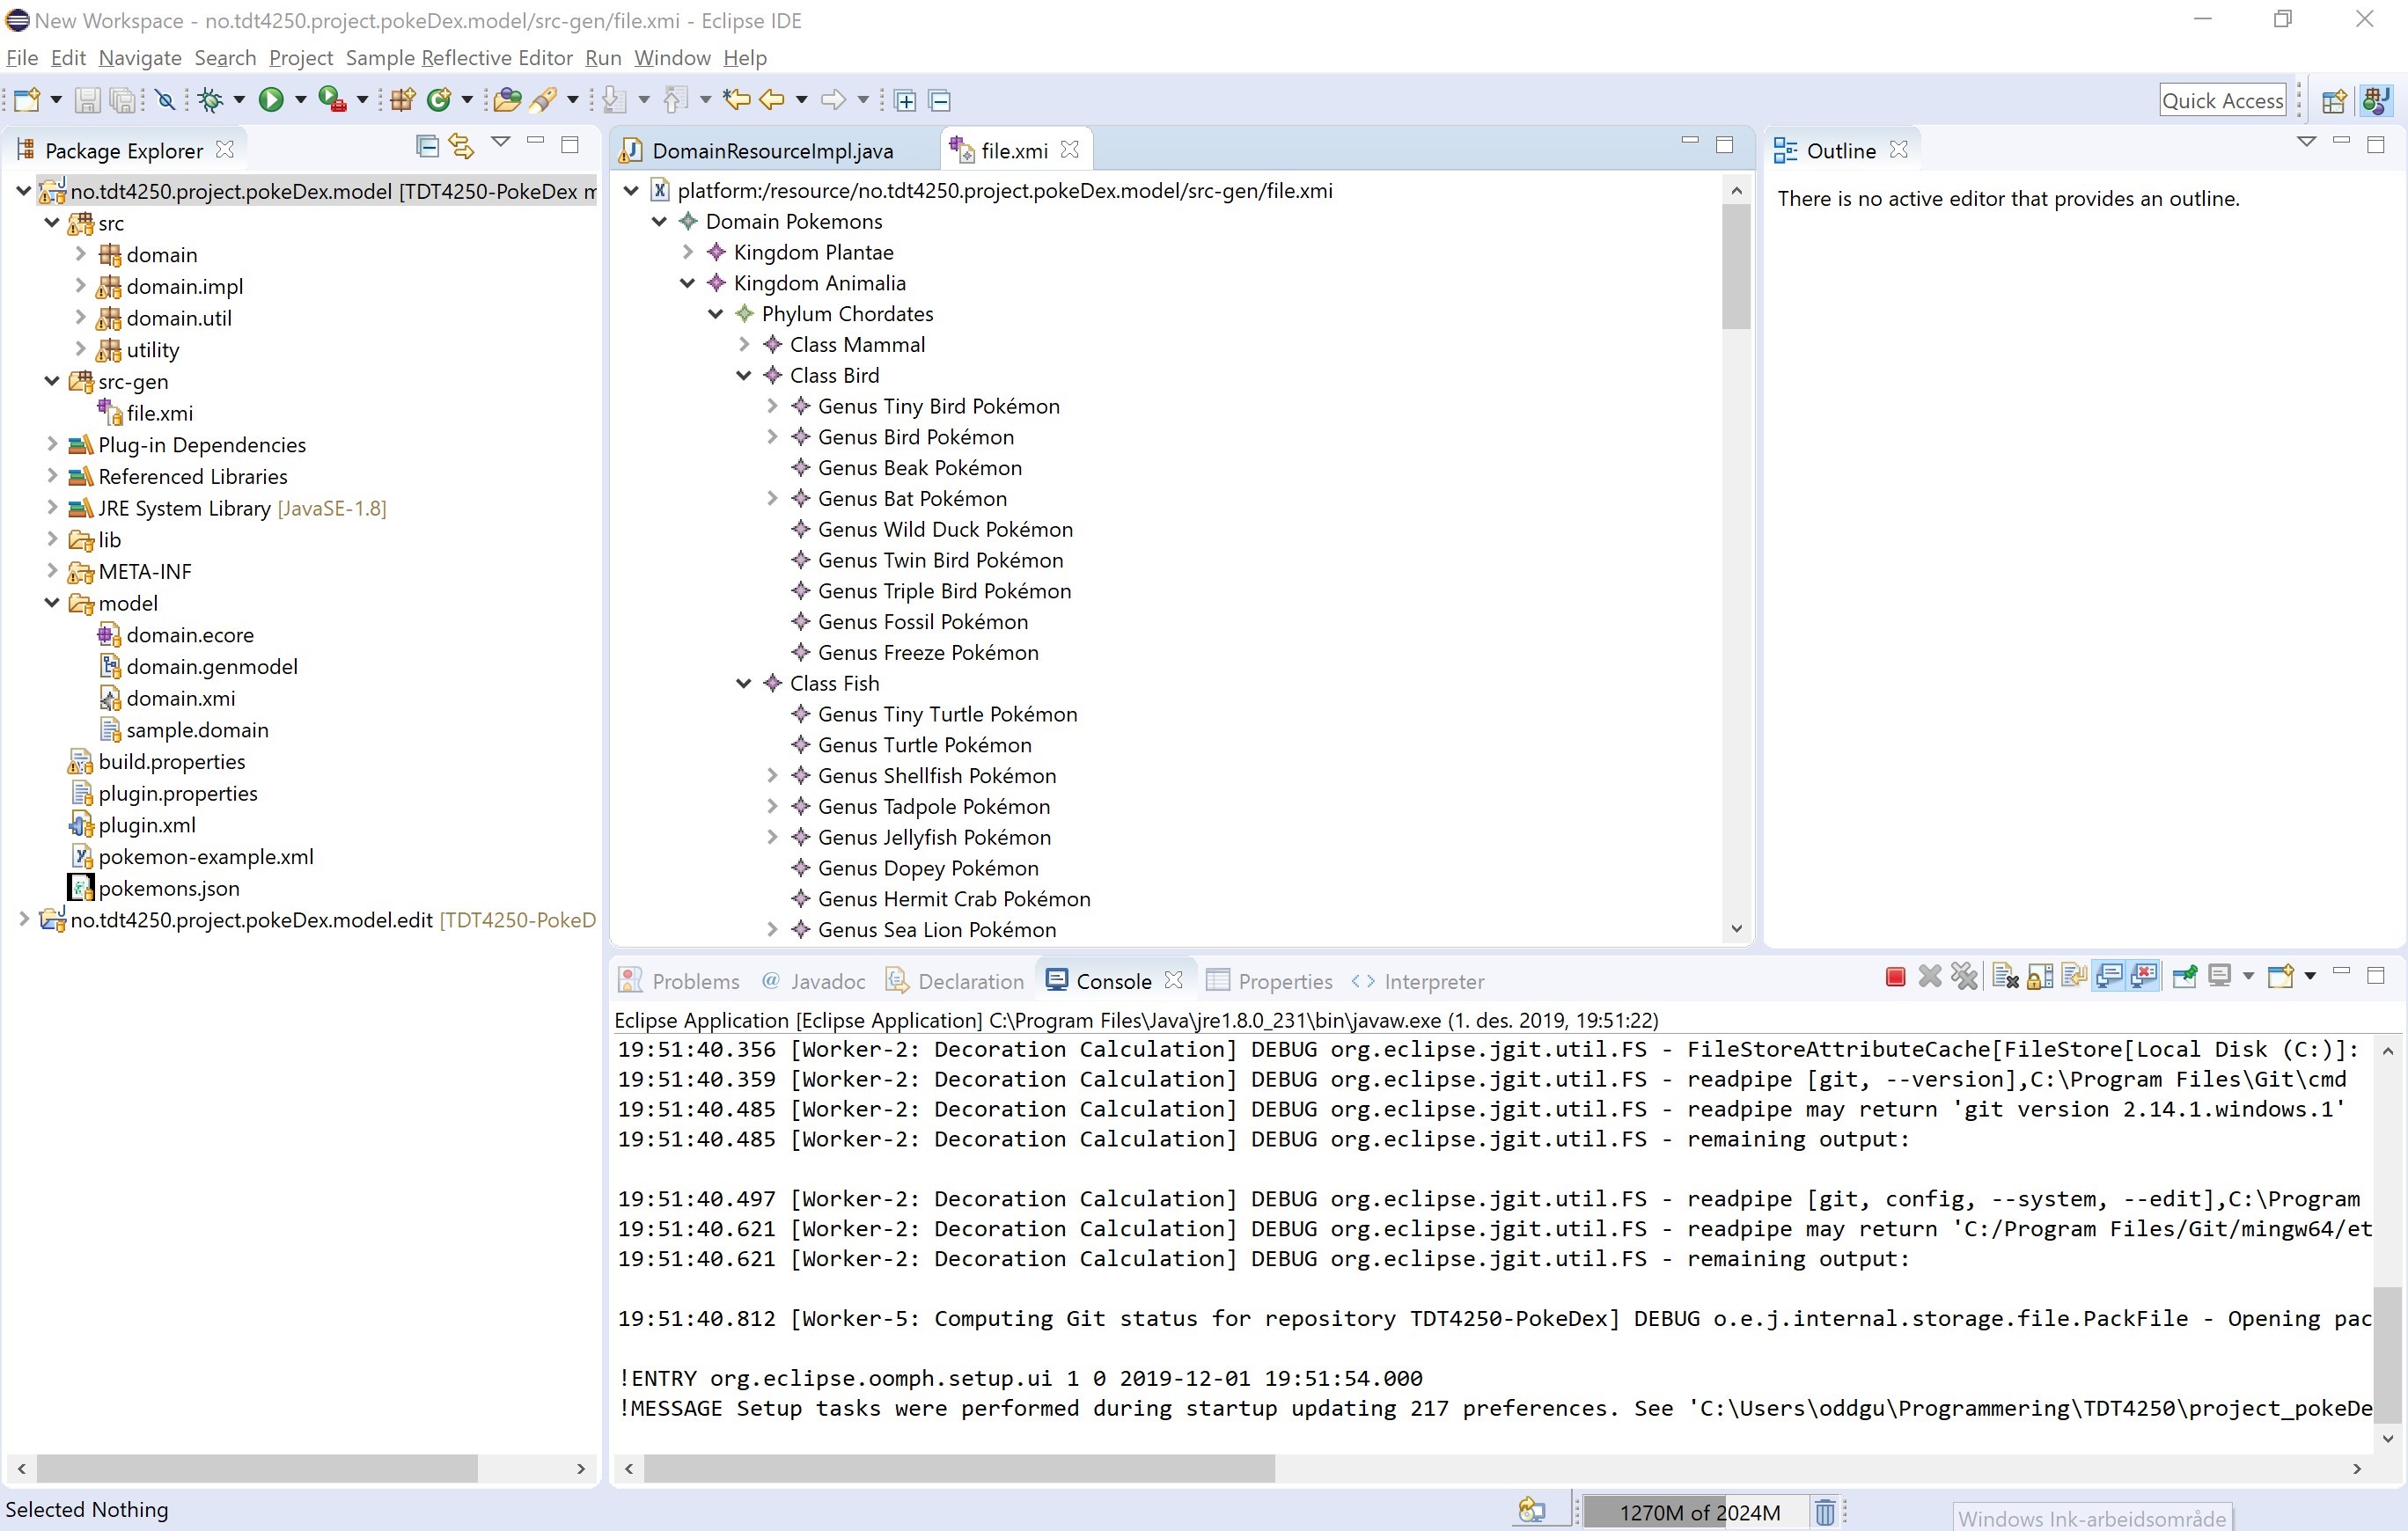 New Workspace - no.tdt4250.project.pokeDex.model/src-gen/file.xmi - Eclipse IDE
File Edit Navigate Search Project Sample Reflective Editor Run Window Help
Quick Access
Package Explorer
no.tdt4250.project.pokeDex.model [TDT4250-PokeDex m
src
domain
domain.impl
domain.util
utility
src-gen
file.xmi
Plug-in Dependencies
Referenced Libraries
JRE System Library [JavaSE-1.8]
lib
META-INF
model
domain.ecore
domain.genmodel
domain.xmi
sample.domain
build.properties
plugin.properties
plugin.xml
pokemon-example.xml
pokemons.json
no.tdt4250.project.pokeDex.model.edit [TDT4250-PokeD
DomainResourceImpl.java
file.xmi
platform:/resource/no.tdt4250.project.pokeDex.model/src-gen/file.xmi
Domain Pokemons
Kingdom Plantae
Kingdom Animalia
Phylum Chordates
Class Mammal
Class Bird
Genus Tiny Bird Pokémon
Genus Bird Pokémon
Genus Beak Pokémon
Genus Bat Pokémon
Genus Wild Duck Pokémon
Genus Twin Bird Pokémon
Genus Triple Bird Pokémon
Genus Fossil Pokémon
Genus Freeze Pokémon
Class Fish
Genus Tiny Turtle Pokémon
Genus Turtle Pokémon
Genus Shellfish Pokémon
Genus Tadpole Pokémon
Genus Jellyfish Pokémon
Genus Dopey Pokémon
Genus Hermit Crab Pokémon
Genus Sea Lion Pokémon
Outline
There is no active editor that provides an outline.
Problems @ Javadoc Declaration Console Properties Interpreter
Eclipse Application [Eclipse Application] C:\Program Files\Java\jre1.8.0_231\bin\javaw.exe (1. des. 2019, 19:51:22)
19:51:40.356 [Worker-2: Decoration Calculation] DEBUG org.eclipse.jgit.util.FS - FileStoreAttributeCache[FileStore[Local Disk (C:)]:
19:51:40.359 [Worker-2: Decoration Calculation] DEBUG org.eclipse.jgit.util.FS - readpipe [git, --version],C:\Program Files\Git\cmd
19:51:40.485 [Worker-2: Decoration Calculation] DEBUG org.eclipse.jgit.util.FS - readpipe may return 'git version 2.14.1.windows.1'
19:51:40.485 [Worker-2: Decoration Calculation] DEBUG org.eclipse.jgit.util.FS - remaining output:
19:51:40.497 [Worker-2: Decoration Calculation] DEBUG org.eclipse.jgit.util.FS - readpipe [git, config, --system, --edit],C:\Program
19:51:40.621 [Worker-2: Decoration Calculation] DEBUG org.eclipse.jgit.util.FS - readpipe may return 'C:/Program Files/Git/mingw64/et
19:51:40.621 [Worker-2: Decoration Calculation] DEBUG org.eclipse.jgit.util.FS - remaining output:
19:51:40.812 [Worker-5: Computing Git status for repository TDT4250-PokeDex] DEBUG o.e.j.internal.storage.file.PackFile - Opening pac
!ENTRY org.eclipse.oomph.setup.ui 1 0 2019-12-01 19:51:54.000
!MESSAGE Setup tasks were performed during startup updating 217 preferences. See 'C:\Users\oddgu\Programmering\TDT4250\project_pokeDe
Selected Nothing
1270M of 2024M
Windows Ink-arbeidsområde